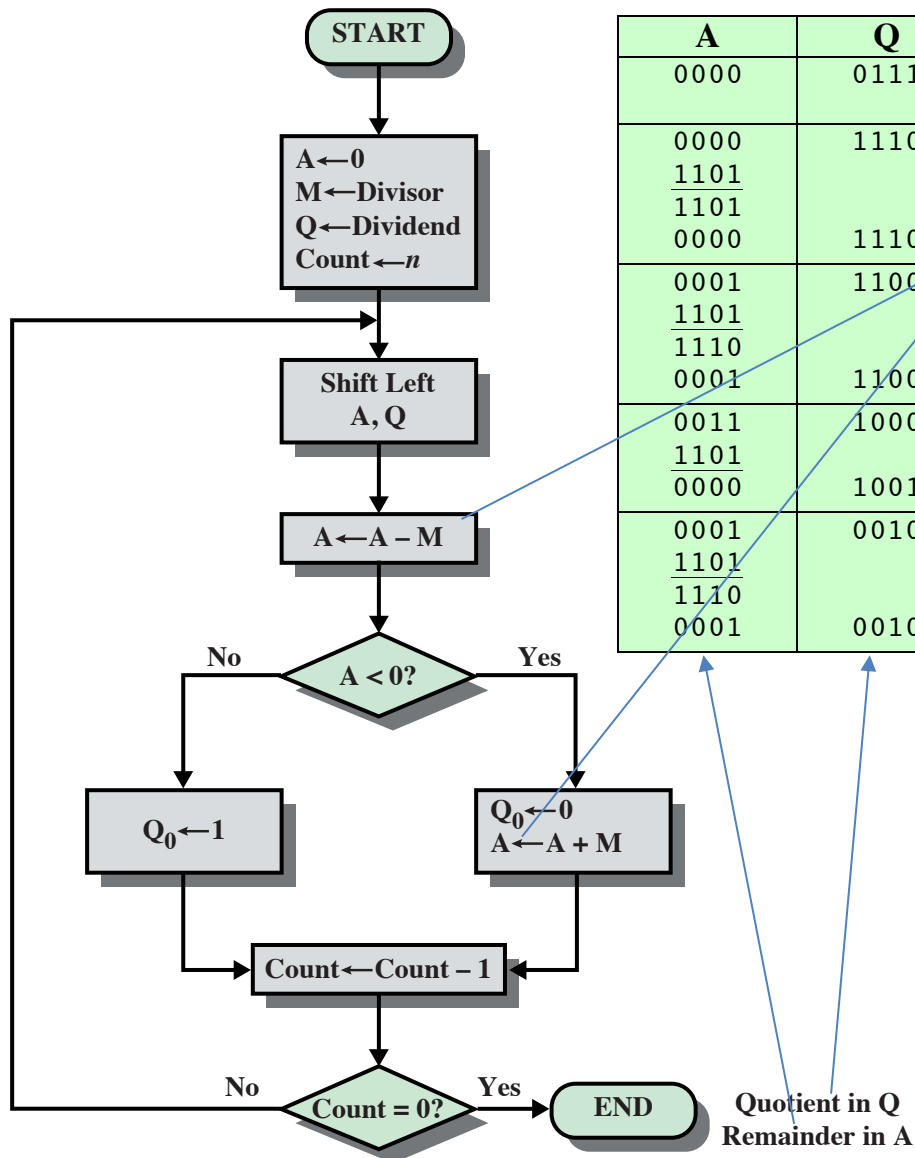 START
A←0
M←Divisor
Q←Dividend
Count←n
Shift Left
A, Q
A←A – M
No
A < 0?
Yes
Q0←1
Q0←0
A←A + M
Count←Count – 1
No
Count = 0?
Yes
END
A Q
0000 0111
0000 1110
1101
1101
0000 1110
0001 1100
1101
1110
0001 1100
0011 1000
1101
0000 1001
0001 0010
1101
1110
0001 0010
Quotient in Q
Remainder in A